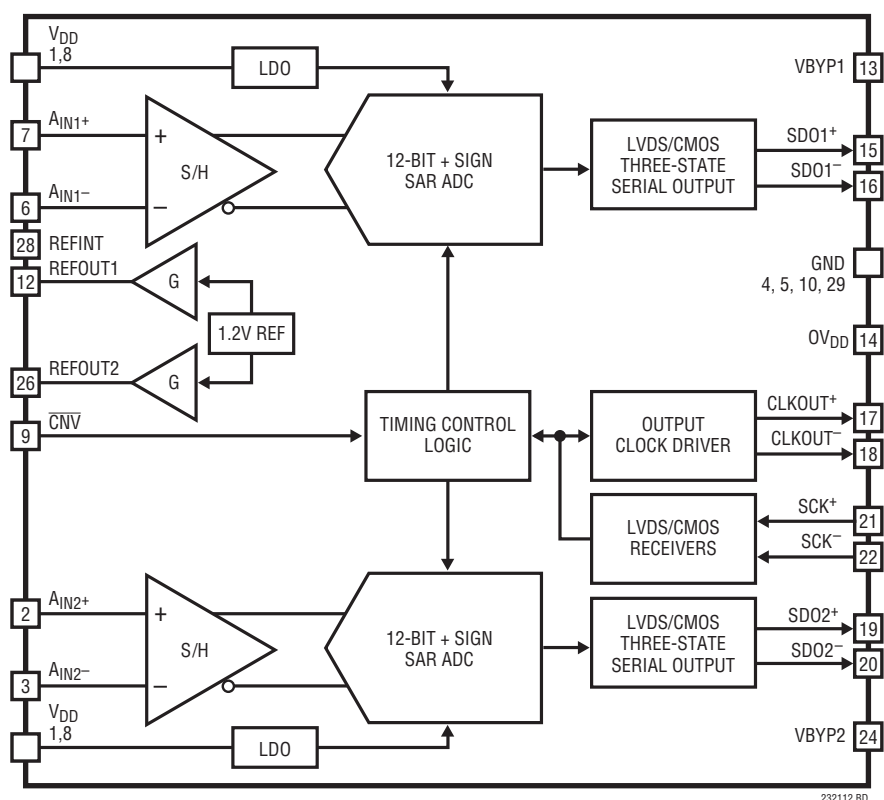 VDD
1,8
LDO
VBYP1
13
7
AIN1+
+
S/H
–
6
AIN1–
12-BIT + SIGN
SAR ADC
LVDS/CMOS
THREE-STATE
SERIAL OUTPUT
SDO1+
15
SDO1–
16
28
REFINT
12
REFOUT1
G
1.2V REF
GND
4, 5, 10, 29
OVDD
14
26
REFOUT2
G
9
CNV
TIMING CONTROL
LOGIC
OUTPUT
CLOCK DRIVER
CLKOUT+
17
CLKOUT–
18
LVDS/CMOS
RECEIVERS
SCK+
21
SCK–
22
2
AIN2+
+
S/H
–
3
AIN2–
12-BIT + SIGN
SAR ADC
LVDS/CMOS
THREE-STATE
SERIAL OUTPUT
SDO2+
19
SDO2–
20
VDD
1,8
LDO
VBYP2
24
232112 BD